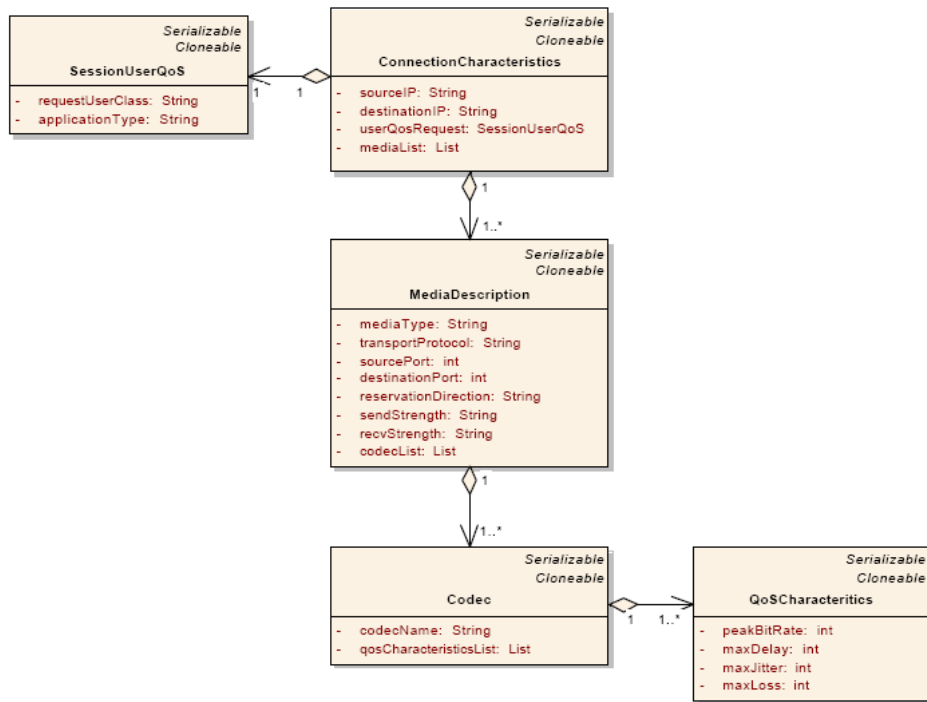 Serializable
Cloneable
SessionUserQoS
- requestUserClass: String
- applicationType: String
1
1
Serializable
Cloneable
ConnectionCharacteristics
- sourceIP: String
- destinationIP: String
- userQosRequest: SessionUserQoS
- mediaList: List
1
1..*
Serializable
Cloneable
MediaDescription
- mediaType: String
- transportProtocol: String
- sourcePort: int
- destinationPort: int
- reservationDirection: String
- sendStrength: String
- recvStrength: String
- codecList: List
1
1..*
Serializable
Cloneable
Codec
- codecName: String
- qosCharacteristicsList: List
1
1..*
Serializable
Cloneable
QoSCharacteritics
- peakBitRate: int
- maxDelay: int
- maxJitter: int
- maxLoss: int